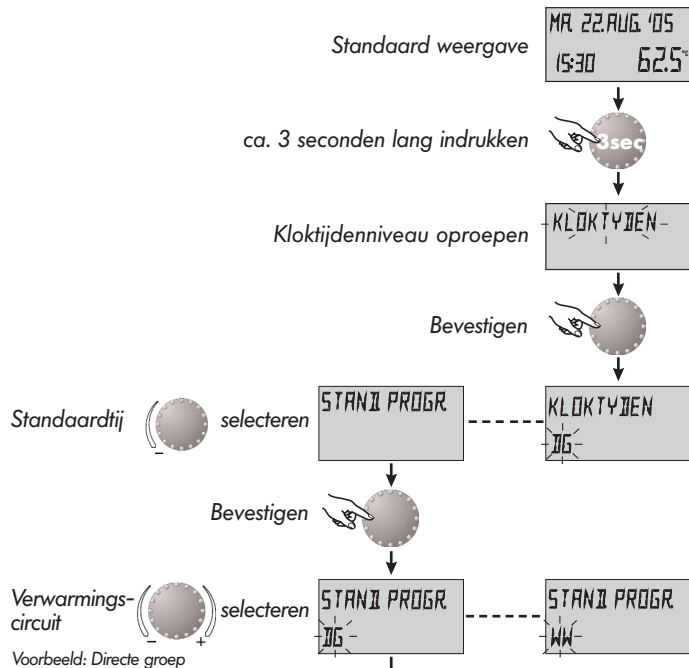 Standaard weergave
MA. 22.AUG. '05
15:30 62.5°C
ca. 3 seconden lang indrukken
3sec
Kloktijdenniveau oproepen
KLOKTYDEN
Bevestigen
Standaardtij
–
selecteren
STAND PROGR.
KLOKTYDEN
DG
Bevestigen
Verwarmings-
circuit
– +
selecteren
STAND PROGR.
DG
STAND PROGR.
WW
Voorbeeld: Directe groep